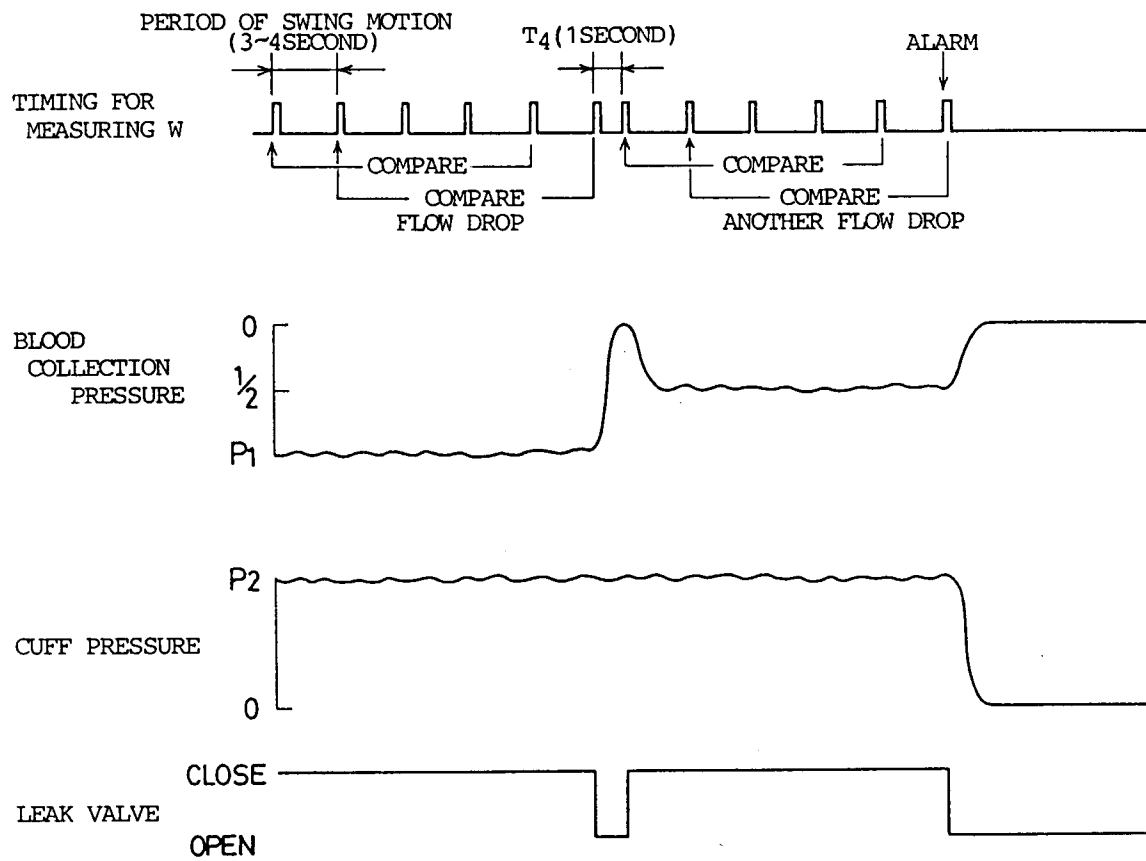 PERIOD OF SWING MOTION
(3~4SECOND)
T4(1SECOND)
ALARM
TIMING FOR
MEASURING W
COMPARE
COMPARE
COMPARE
COMPARE
FLOW DROP
ANOTHER FLOW DROP
BLOOD
COLLECTION
PRESSURE
0
1/2
P1
CUFF PRESSURE
P2
0
LEAK VALVE
CLOSE
OPEN